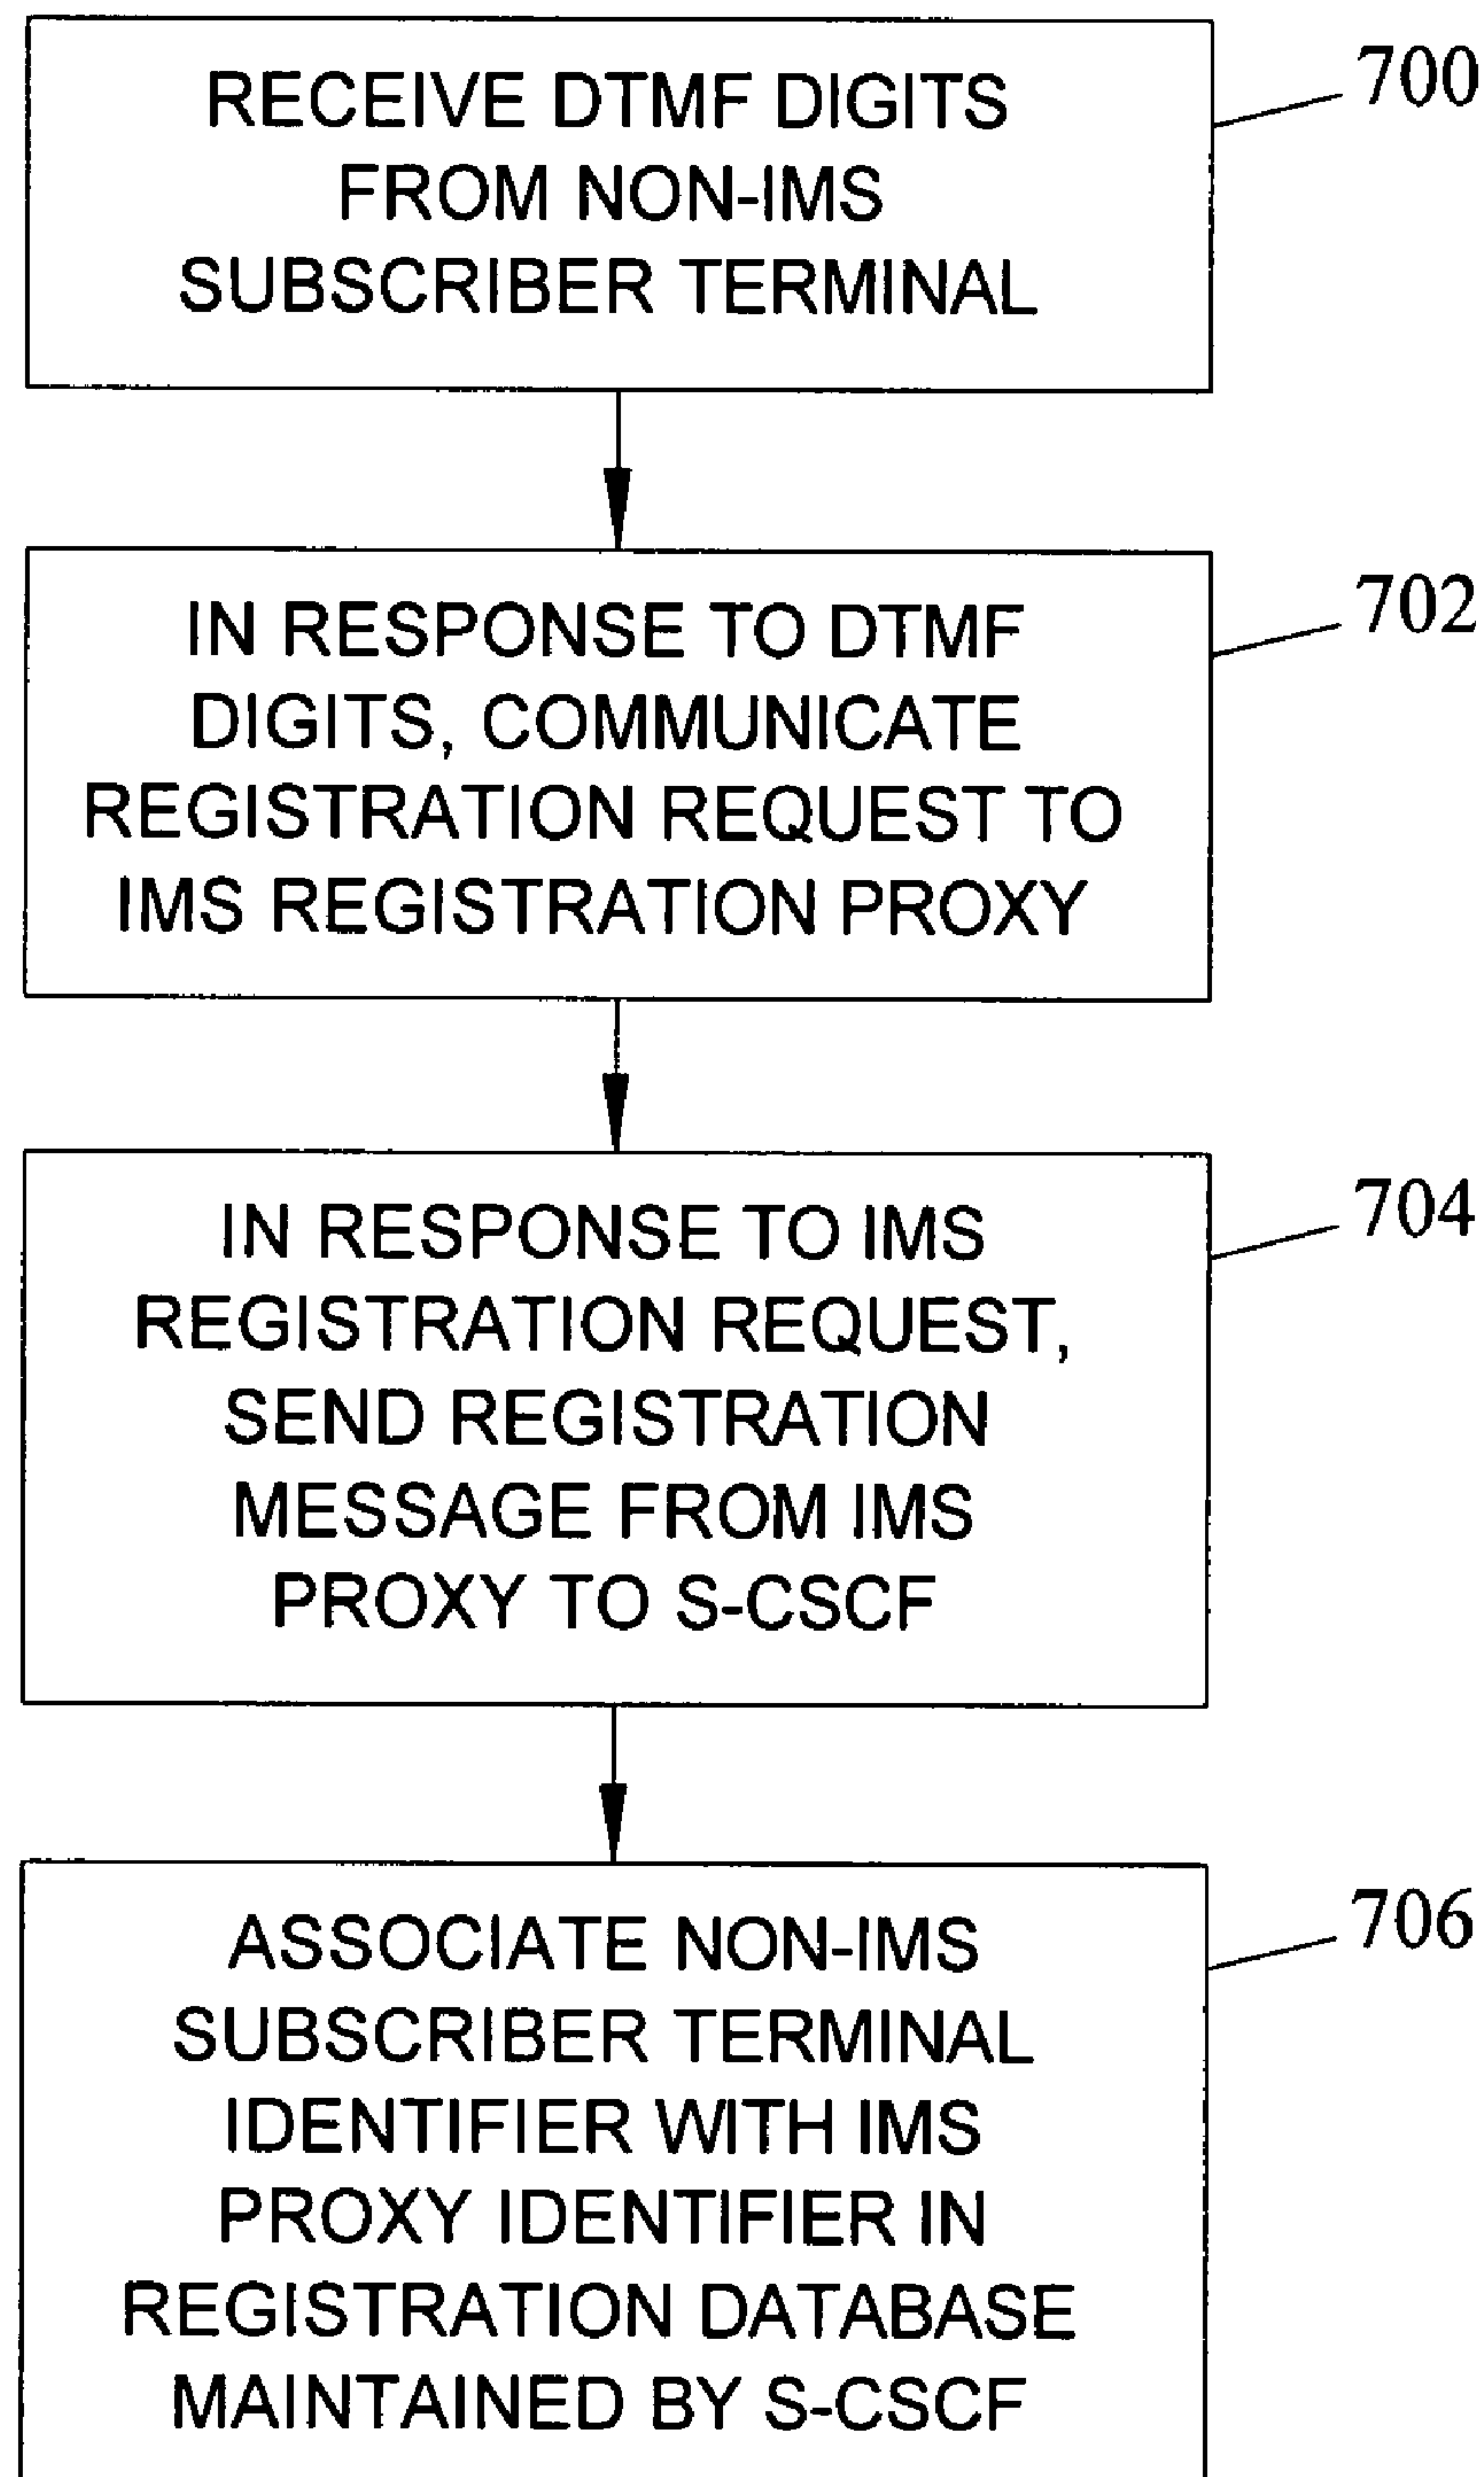 RECEIVE DTMF DIGITS
FROM NON-IMS
SUBSCRIBER TERMINAL
700
IN RESPONSE TO DTMF
DIGITS, COMMUNICATE
REGISTRATION REQUEST TO
IMS REGISTRATION PROXY
702
IN RESPONSE TO IMS
REGISTRATION REQUEST,
SEND REGISTRATION
MESSAGE FROM IMS
PROXY TO S-CSCF
704
ASSOCIATE NON-IMS
SUBSCRIBER TERMINAL
IDENTIFIER WITH IMS
PROXY IDENTIFIER IN
REGISTRATION DATABASE
MAINTAINED BY S-CSCF
706